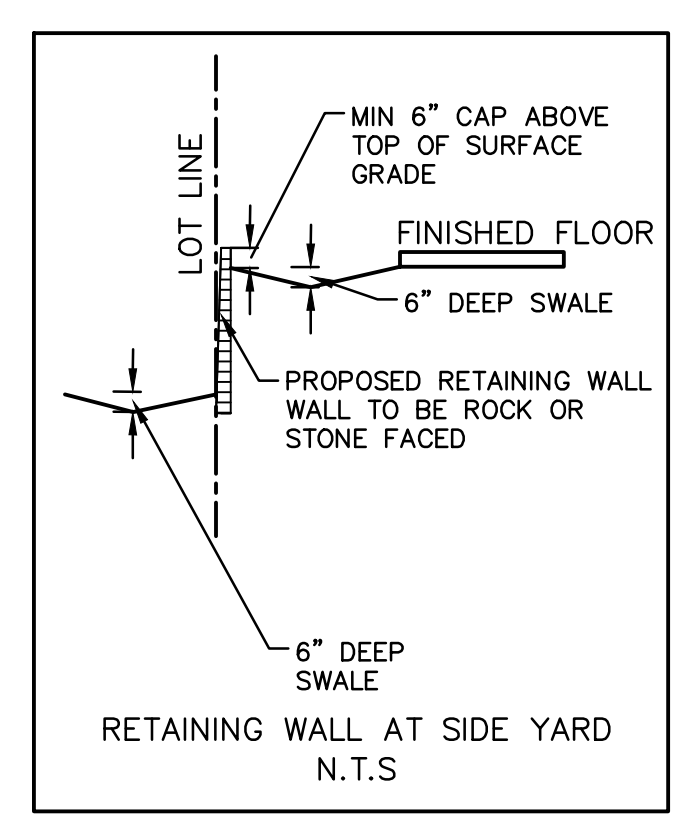 MIN 6” CAP ABOVE
TOP OF SURFACE
GRADE
LOT LINE
FINISHED FLOOR
6” DEEP SWALE
PROPOSED RETAINING WALL
WALL TO BE ROCK OR
STONE FACED
6” DEEP
SWALE
RETAINING WALL AT SIDE YARD
N.T.S